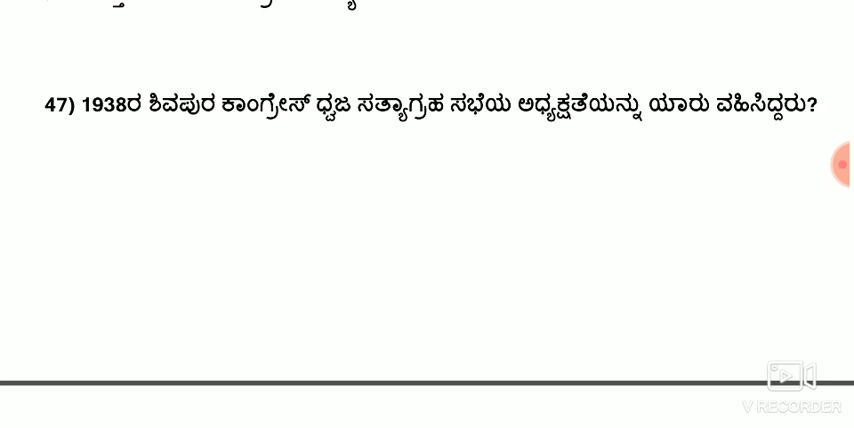 47) 1938ರ ಶಿವಪುರ ಕಾಂಗ್ರೇಸ್ ಧ್ವಜ ಸತ್ಯಾಗ್ರಹ ಸಭೆಯ ಅಧ್ಯಕ್ಷತೆಯನ್ನು ಯಾರು ವಹಿಸಿದ್ದರು?
V RECORDER